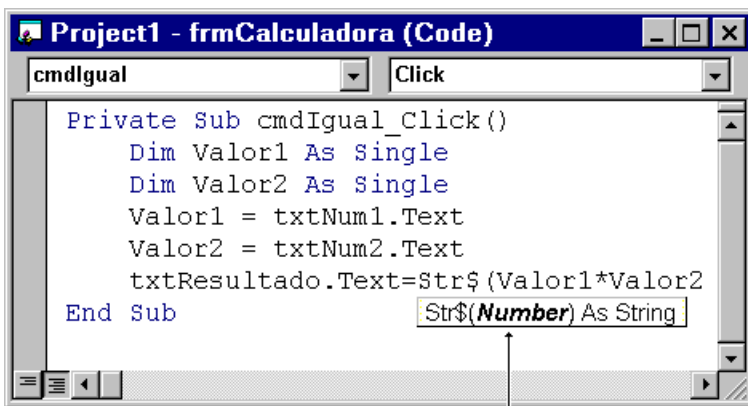 Project1 - frmCalculadora (Code)
cmdIgual Click
Private Sub cmdIgual_Click()
Dim Valor1 As Single
Dim Valor2 As Single
Valor1 = txtNum1.Text
Valor2 = txtNum2.Text
txtResultado.Text=Str$(Valor1*Valor2
End Sub
Str$(Number) As String